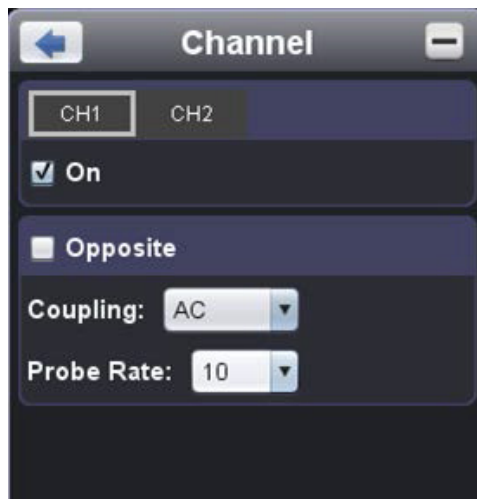 Channel
CH1 CH2
On
Opposite
Coupling: AC
Probe Rate: 10